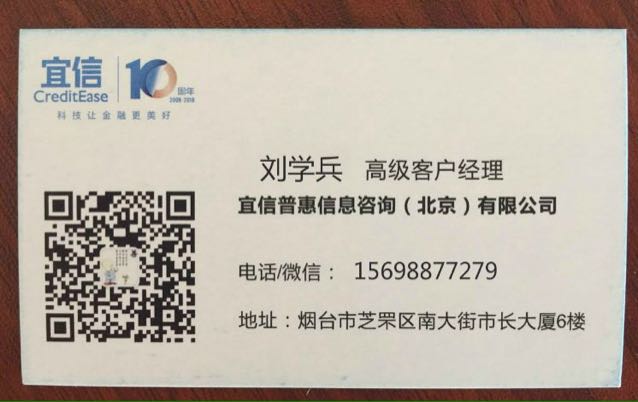 宜信
CreditEase
10周年
2006-2016
科技让金融更美好
刘学兵 高级客户经理
宜信普惠信息咨询（北京）有限公司
电话/微信： 15698877279
地址：烟台市芝罘区南大街市长大厦6楼